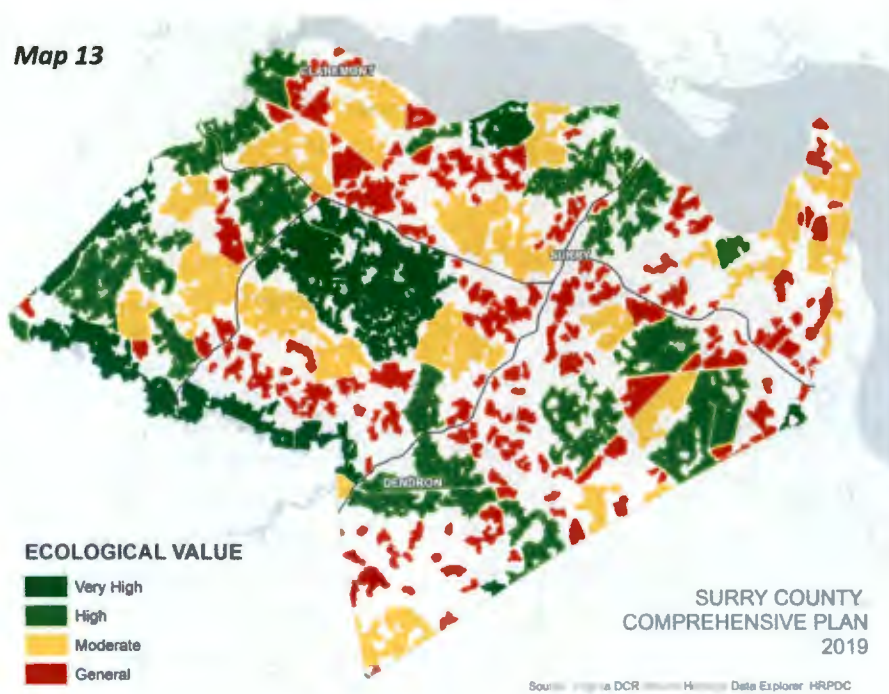 Map 13
CLAREMONT
SURRY
DENDRON
ECOLOGICAL VALUE
Very High
High
Moderate
General
SURRY COUNTY
COMPREHENSIVE PLAN
2019
DCR Data Explorer HRPDC